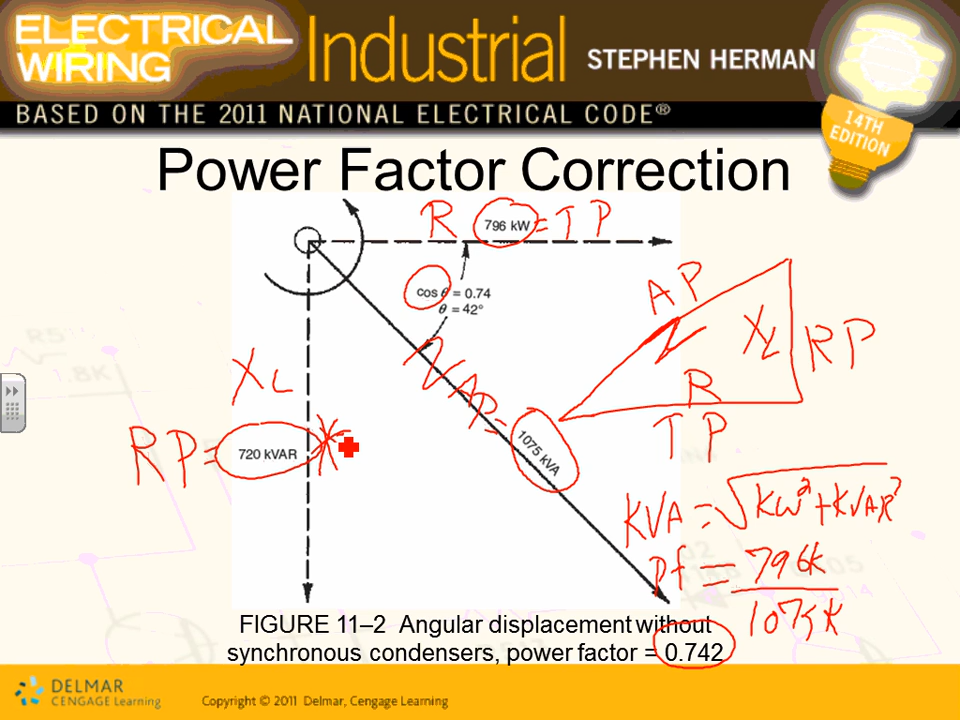 ELECTRICAL
WIRING
Industrial
STEPHEN HERMAN
BASED ON THE 2011 NATIONAL ELECTRICAL CODE®
14TH
EDITION
Power Factor Correction
R 796 kW = TP
cos θ = 0.74
θ = 42°
XL
RP = 720 kVAR *
Z AP = 1075 kVA
AP
Z
XL
RP
R
TP
KVA = √KW²+KVAR²
Pf = 796K
1075K
FIGURE 11–2 Angular displacement without
synchronous condensers, power factor = 0.742
DELMAR
CENGAGE Learning
Copyright © 2011 Delmar, Cengage Learning